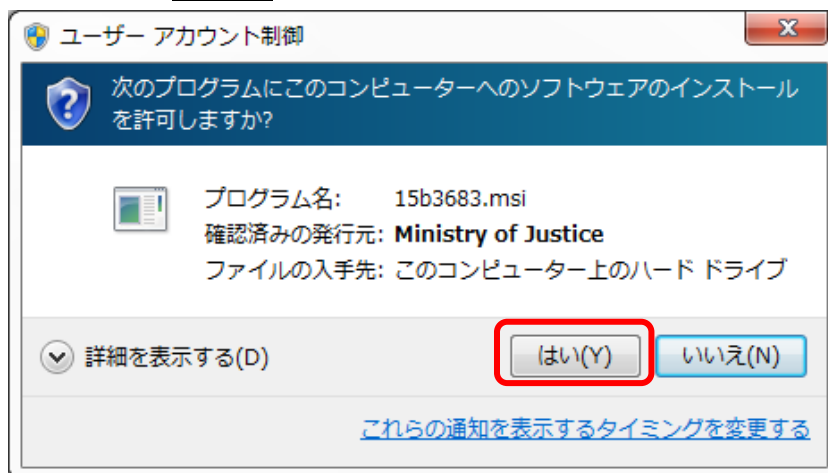 ユーザー アカウント制御
次のプログラムにこのコンピューターへのソフトウェアのインストール
を許可しますか?
プログラム名: 15b3683.msi
確認済みの発行元: Ministry of Justice
ファイルの入手先: このコンピューター上のハード ドライブ
詳細を表示する(D)
はい(Y)
いいえ(N)
これらの通知を表示するタイミングを変更する